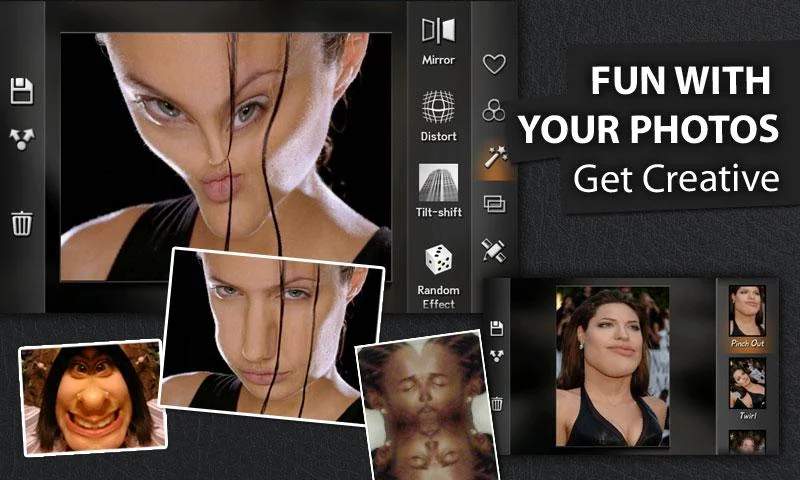 Mirror
Distort
Tilt-shift
Random
Effect
FUN WITH
YOUR PHOTOS
Get Creative
Pinch Out
Twirl